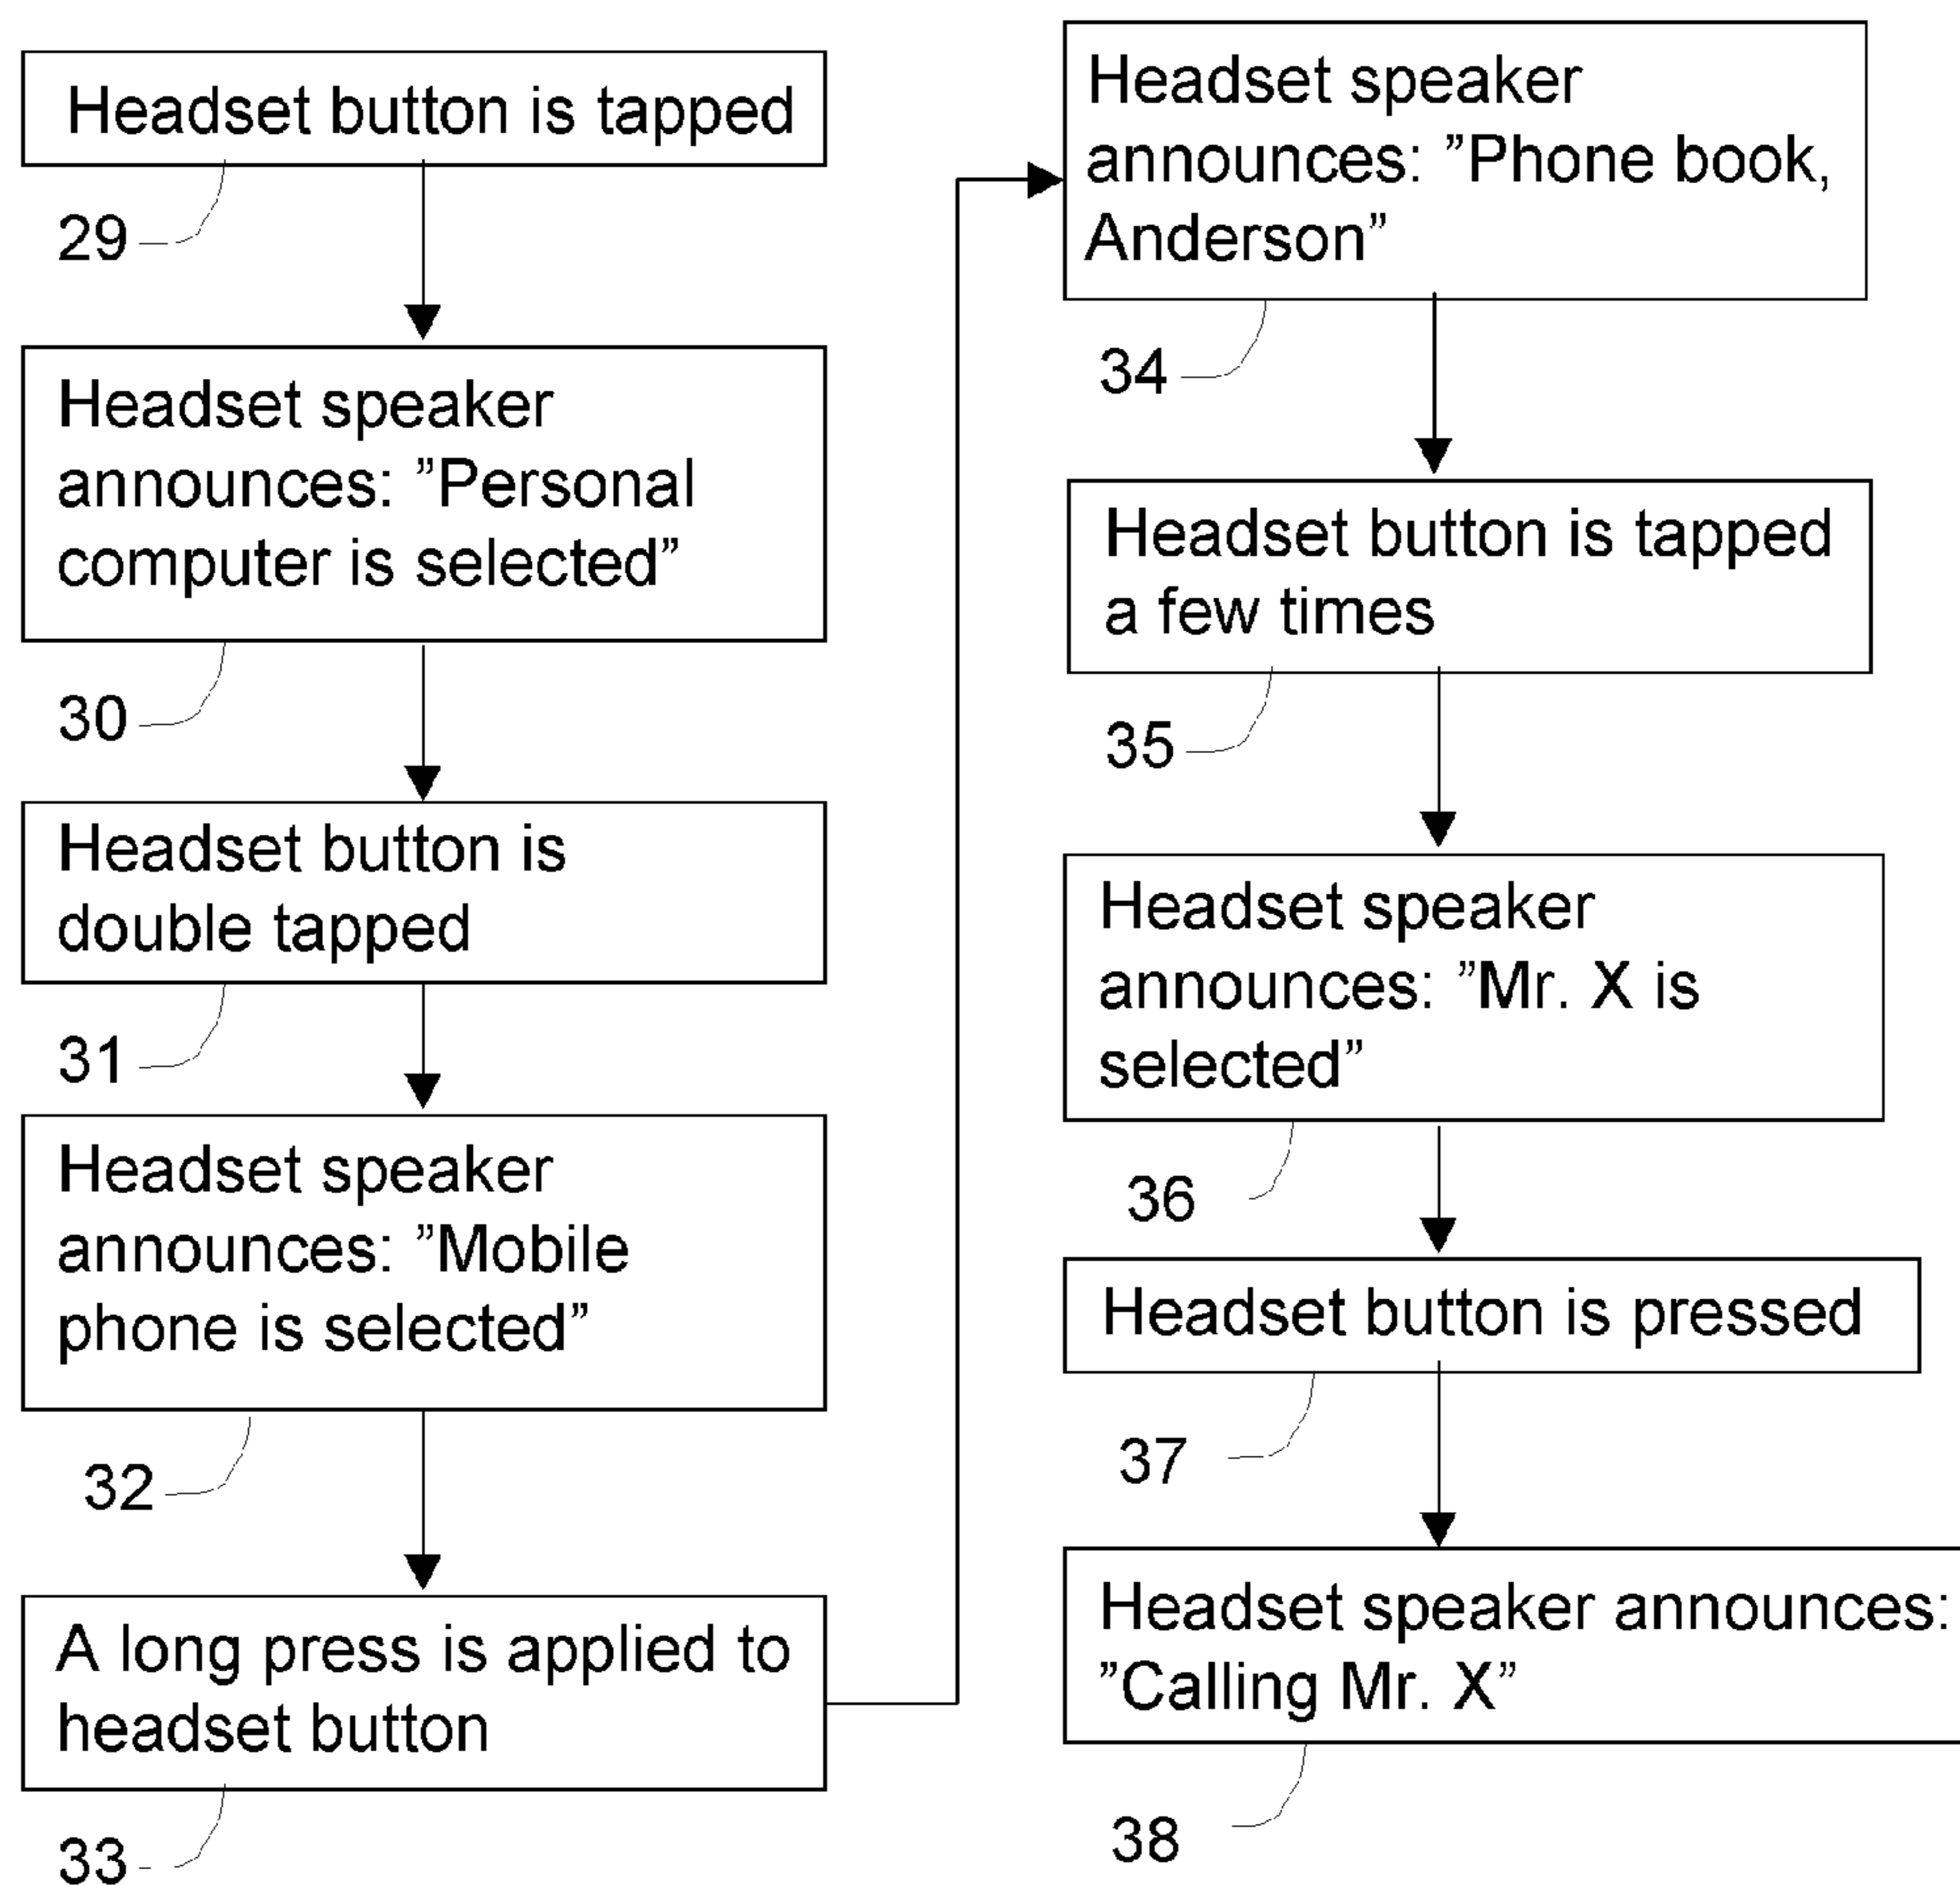 Headset button is tapped
29
Headset speaker
announces: ”Personal
computer is selected”
30
Headset button is
double tapped
31
Headset speaker
announces: ”Mobile
phone is selected”
32
A long press is applied to
headset button
33
Headset speaker
announces: ”Phone book,
Anderson”
34
Headset button is tapped
a few times
35
Headset speaker
announces: ”Mr. X is
selected”
36
Headset button is pressed
37
Headset speaker announces:
”Calling Mr. X”
38